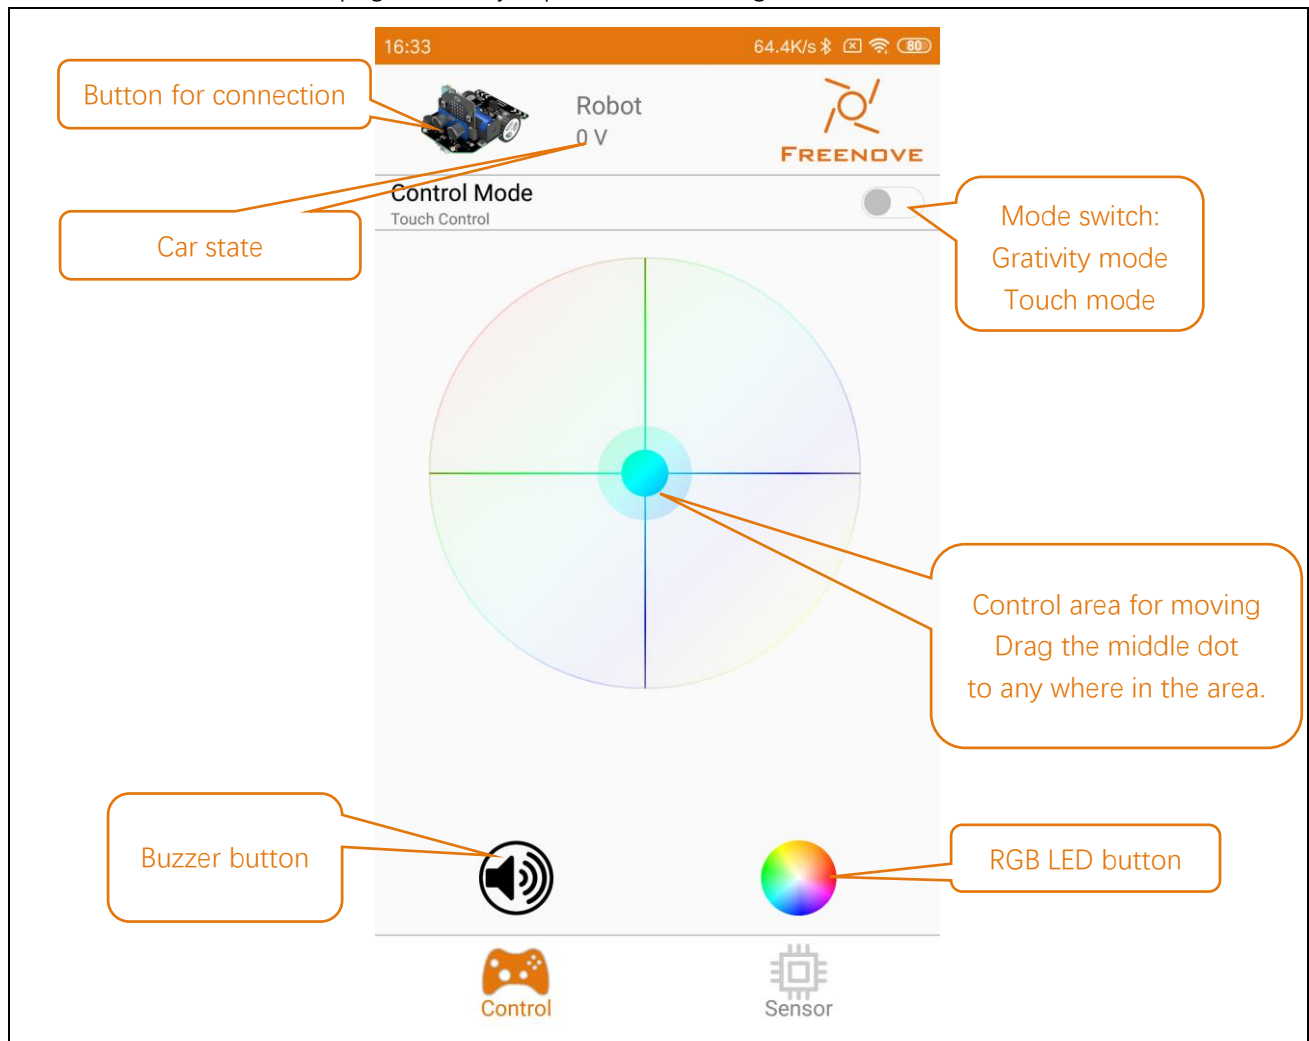 16:33
64.4K/s
80
Button for connection
Robot
0 V
FREENOVE
Control Mode
Touch Control
Car state
Mode switch:
Grativity mode
Touch mode
Control area for moving
Drag the middle dot
to any where in the area.
Buzzer button
RGB LED button
Control
Sensor